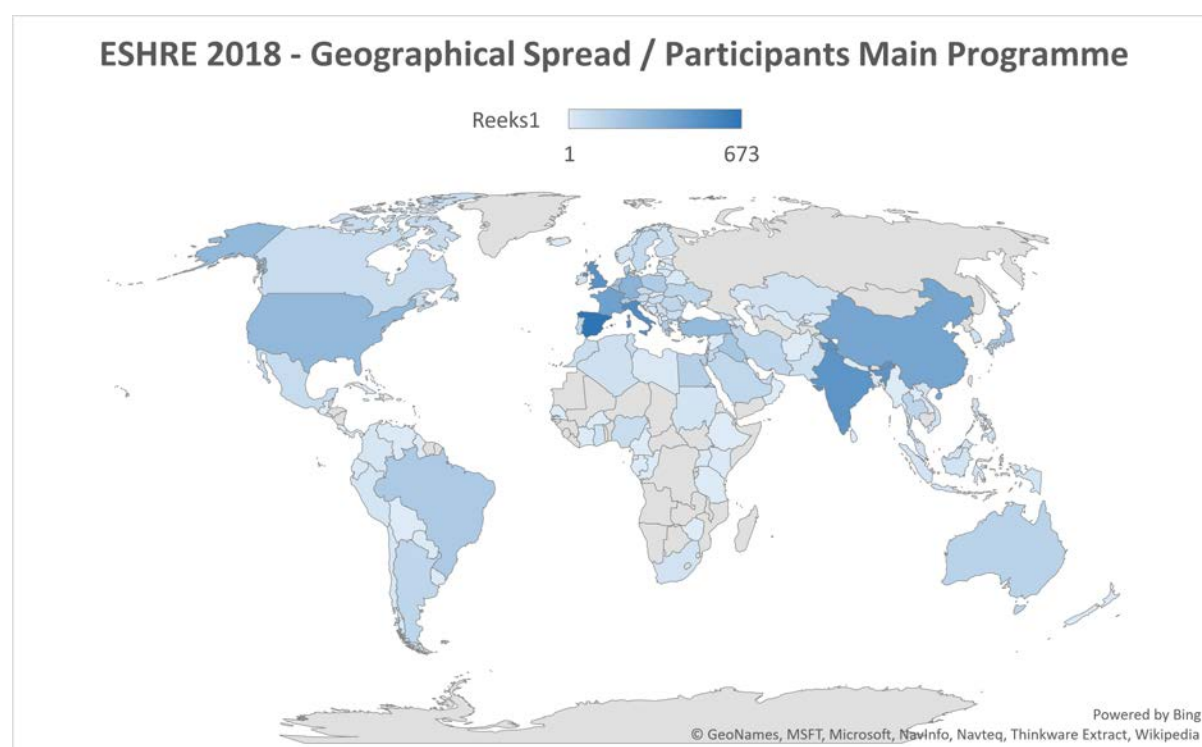 ESHRE 2018 - Geographical Spread / Participants Main Programme
Reeks1
1 673
Powered by Bing
© GeoNames, MSFT, Microsoft, NavInfo, Navteq, Thinkware Extract, Wikipedia